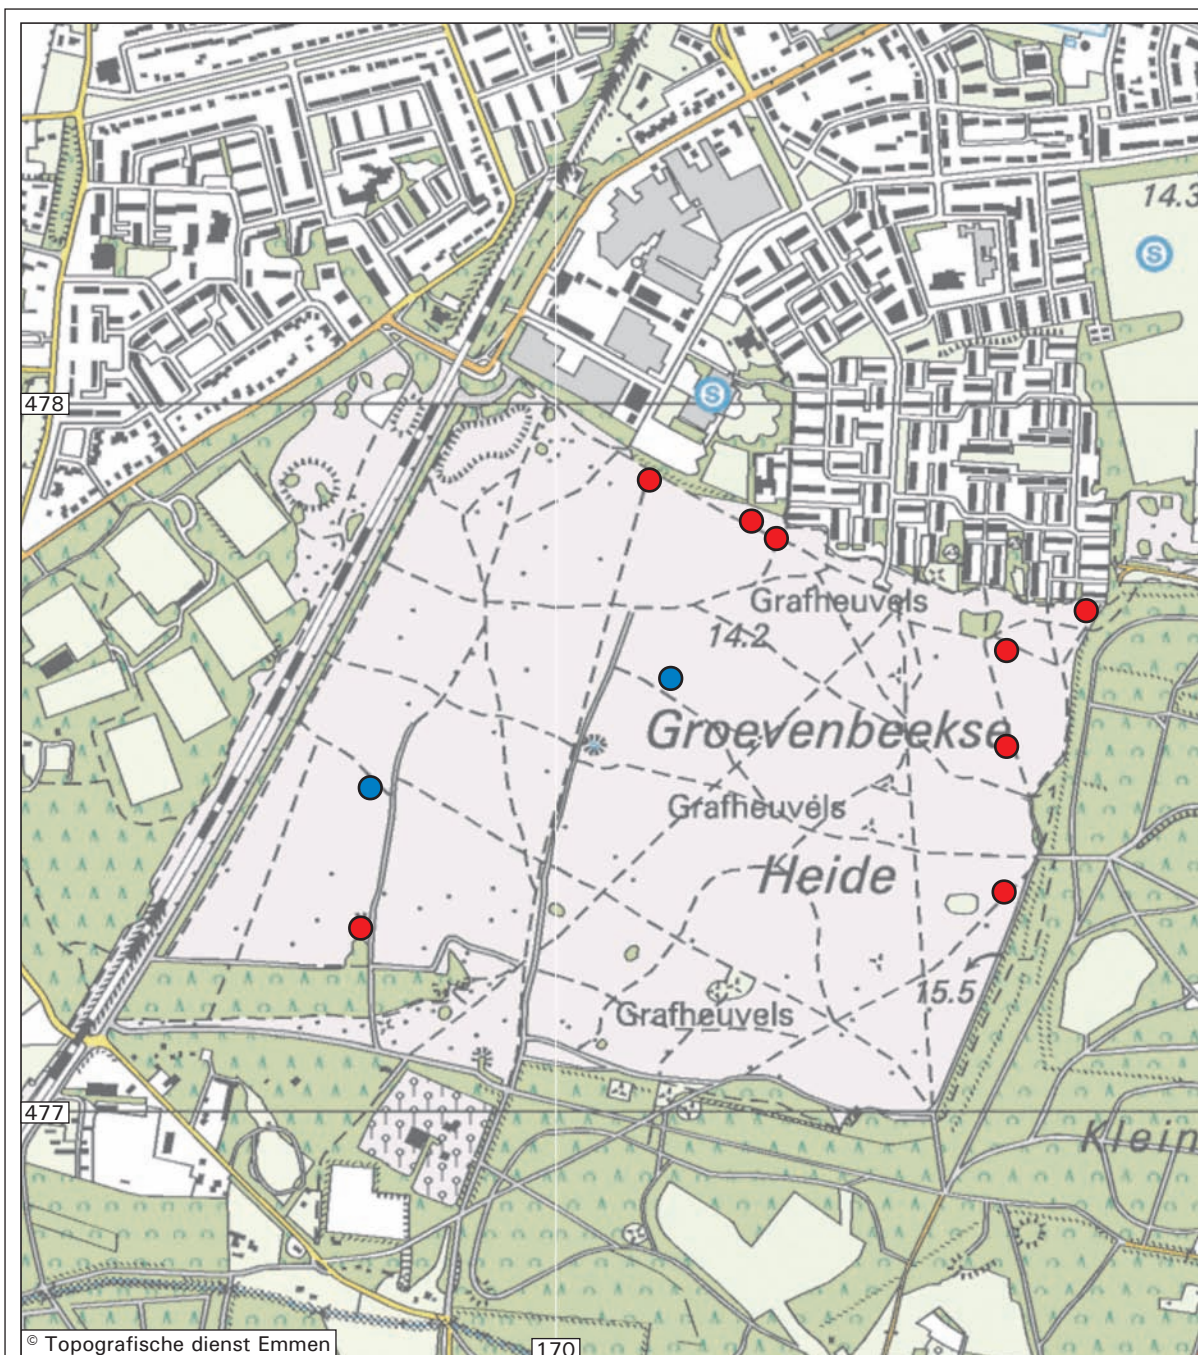 14.3
S
S
478
Grafheuvels
14.2
Groevenbeekse
Grafheuvels
Heide
15.5
Grafheuvels
477
Klein
© Topografische dienst Emmen
170